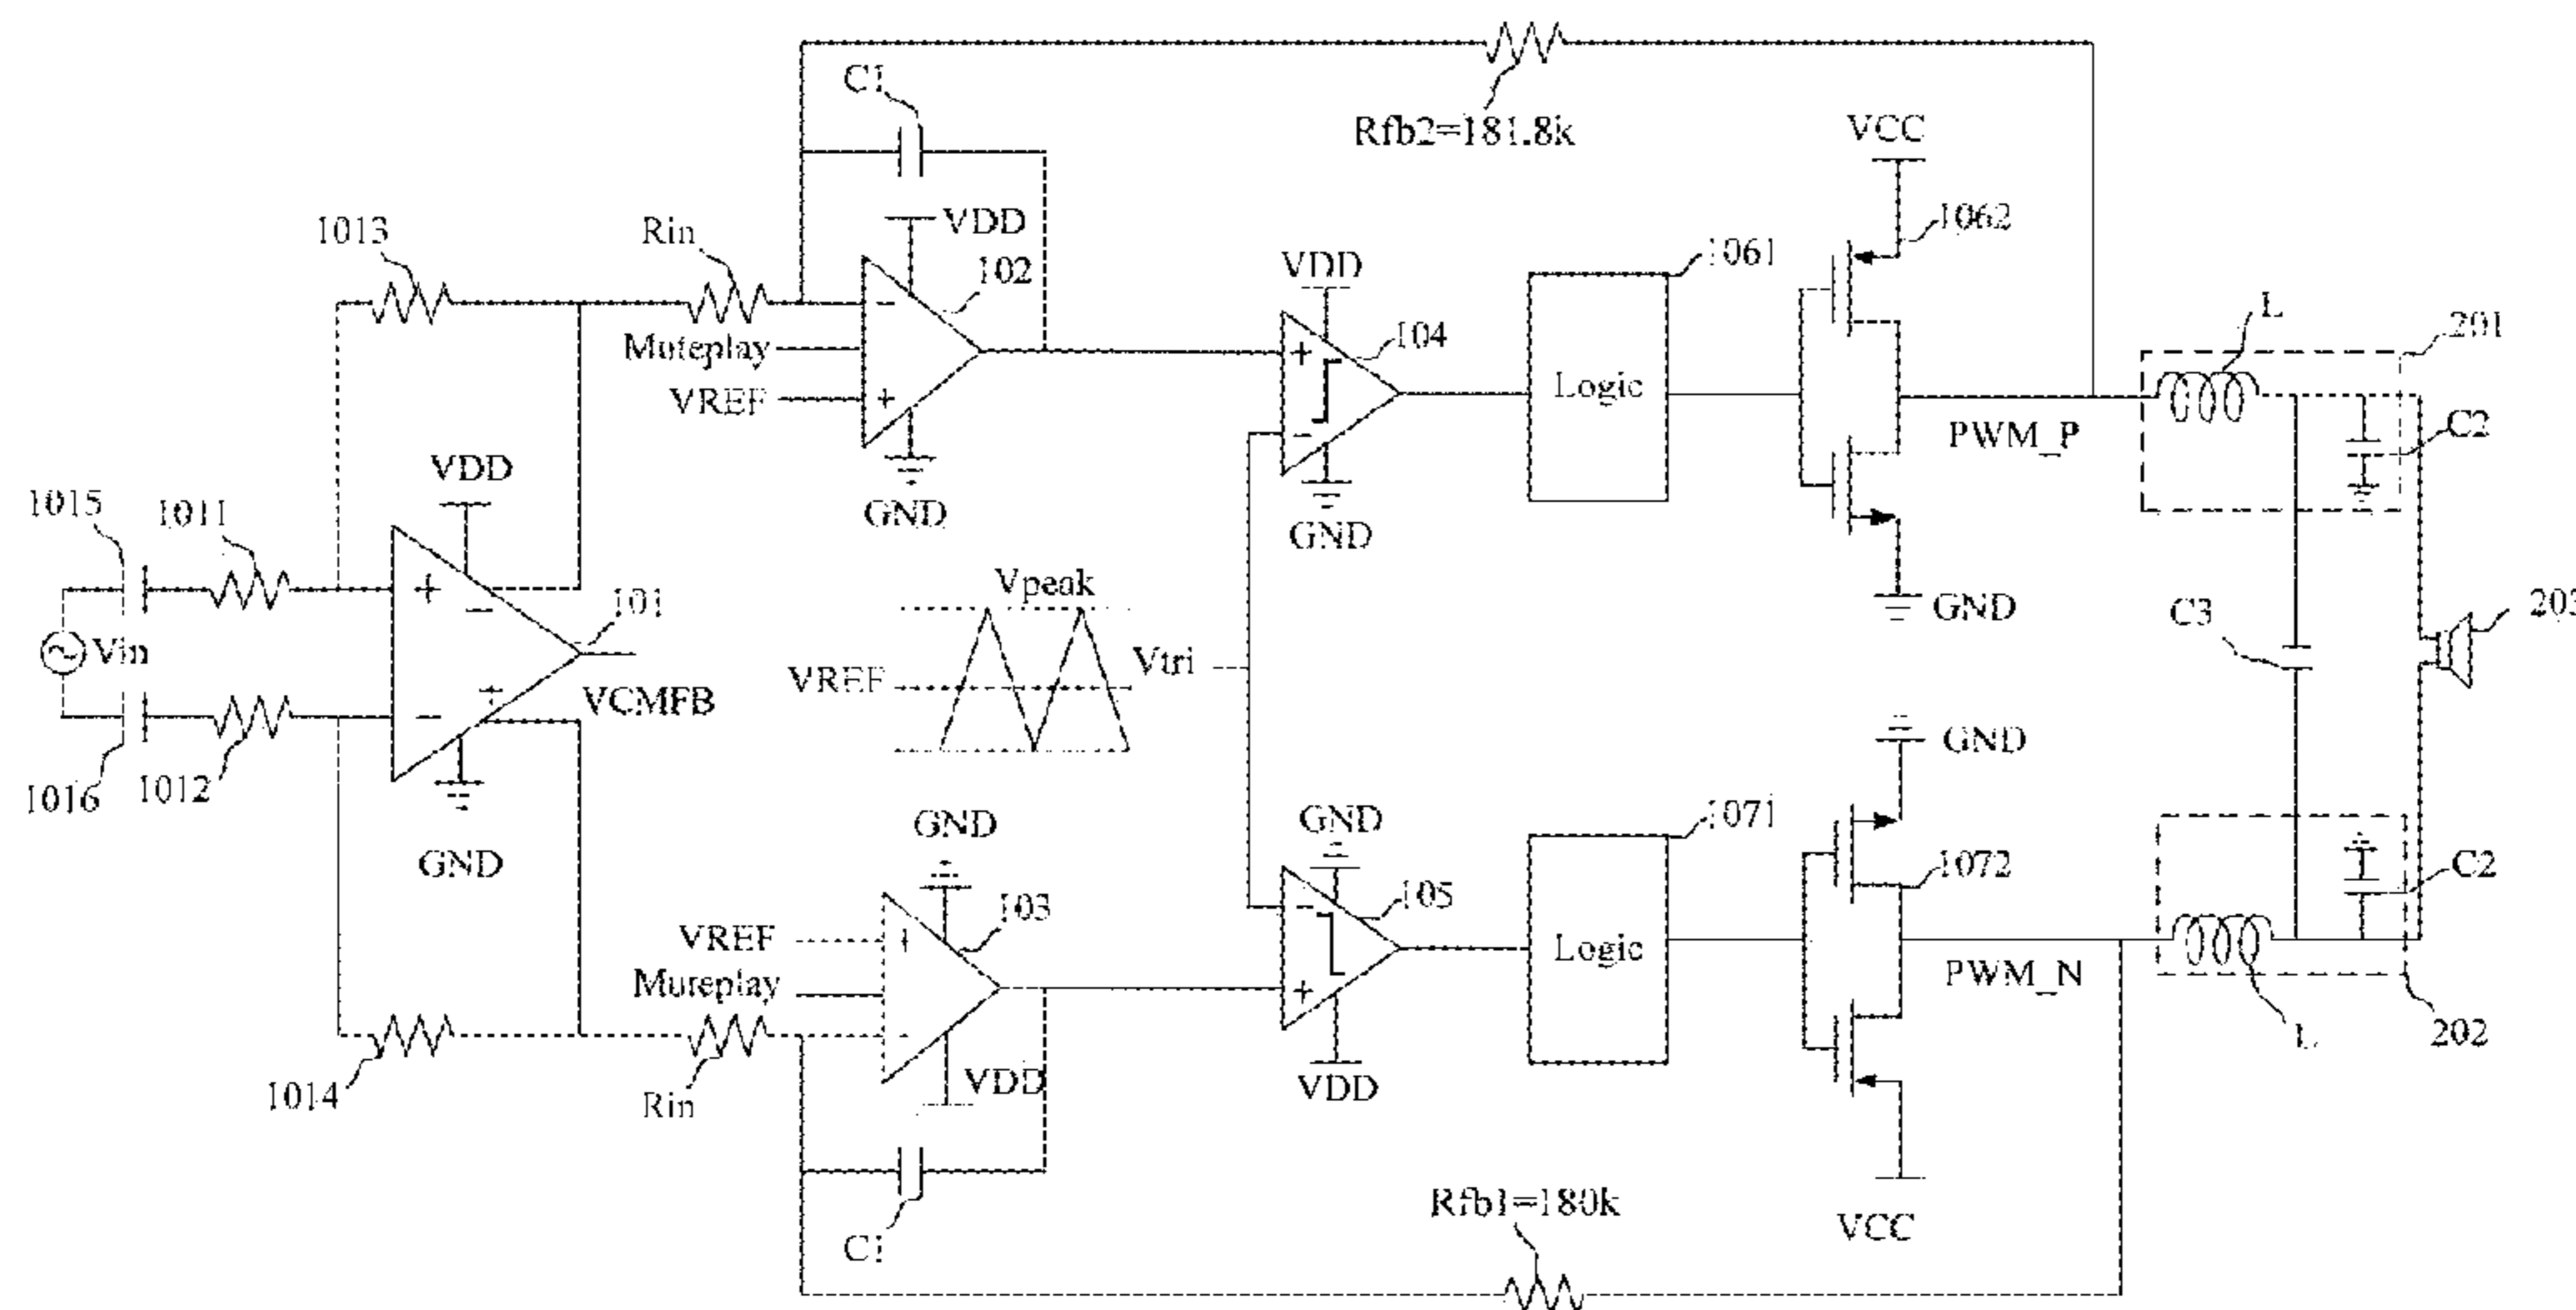 C1
Rfb2=181.8k
VCC
1013
Rin
VDD
102
1062
1061
VDD
L
201
Muteplay
104
Logic
VREF
PWM_P
C2
VDD
GND
GND
1015
1011
Vpeak
GND
101
C3
203
Vin
Vtri
VREF
VCMFB
GND
1016
1012
GND
1071
GND
GND
1072
C2
103
105
VREF
Logic
Muteplay
PWM_N
1014
VDD
VDD
L
202
Rin
Rfb1=180k
VCC
C1